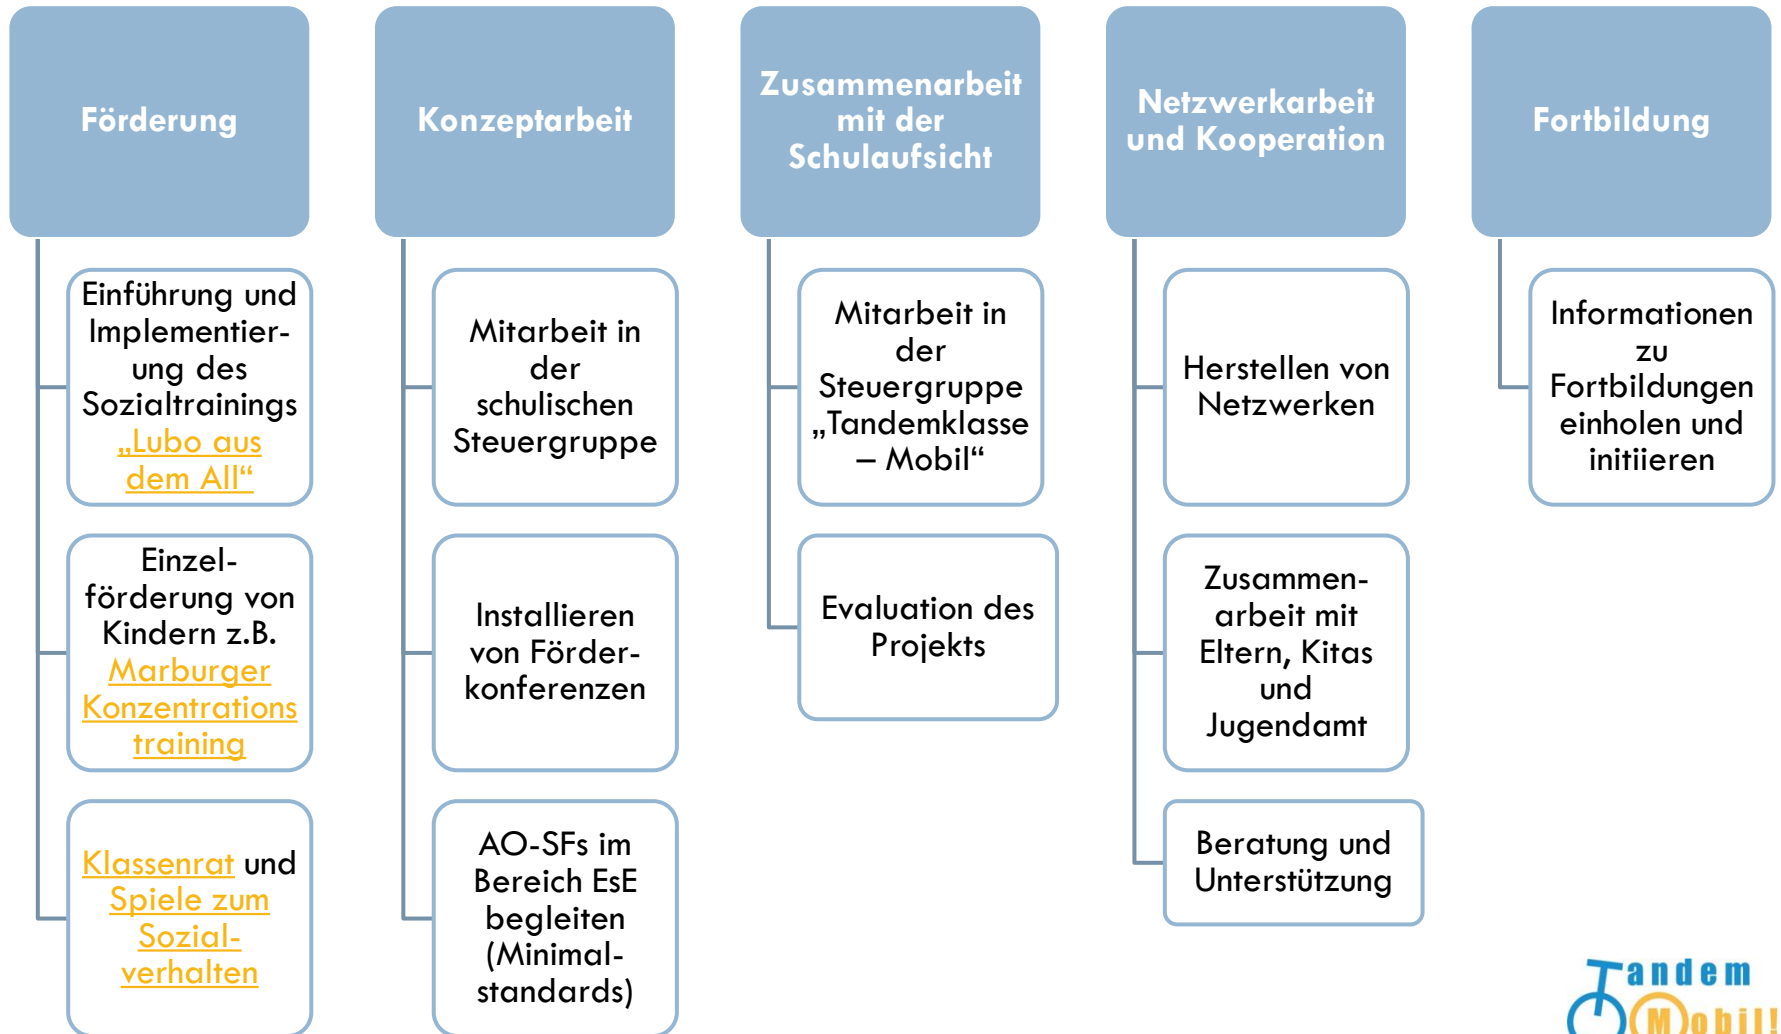 Förderung
Einführung und
Implementier-
ung des
Sozialtrainings
„Lubo aus
dem All“
Einzel-
förderung von
Kindern z.B.
Marburger
Konzentrations
training
Klassenrat und
Spiele zum
Sozial-
verhalten
Konzeptarbeit
Mitarbeit in
der
schulischen
Steuergruppe
Installieren
von Förder-
konferenzen
AO-SFs im
Bereich EsE
begleiten
(Minimal-
standards)
Zusammenarbeit
mit der
Schulaufsicht
Mitarbeit in
der
Steuergruppe
„Tandemklasse
– Mobil“
Evaluation des
Projekts
Netzwerkarbeit
und Kooperation
Herstellen von
Netzwerken
Zusammen-
arbeit mit
Eltern, Kitas
und
Jugendamt
Beratung und
Unterstützung
Fortbildung
Informationen
zu
Fortbildungen
einholen und
initiieren
Tandem
Mobil!